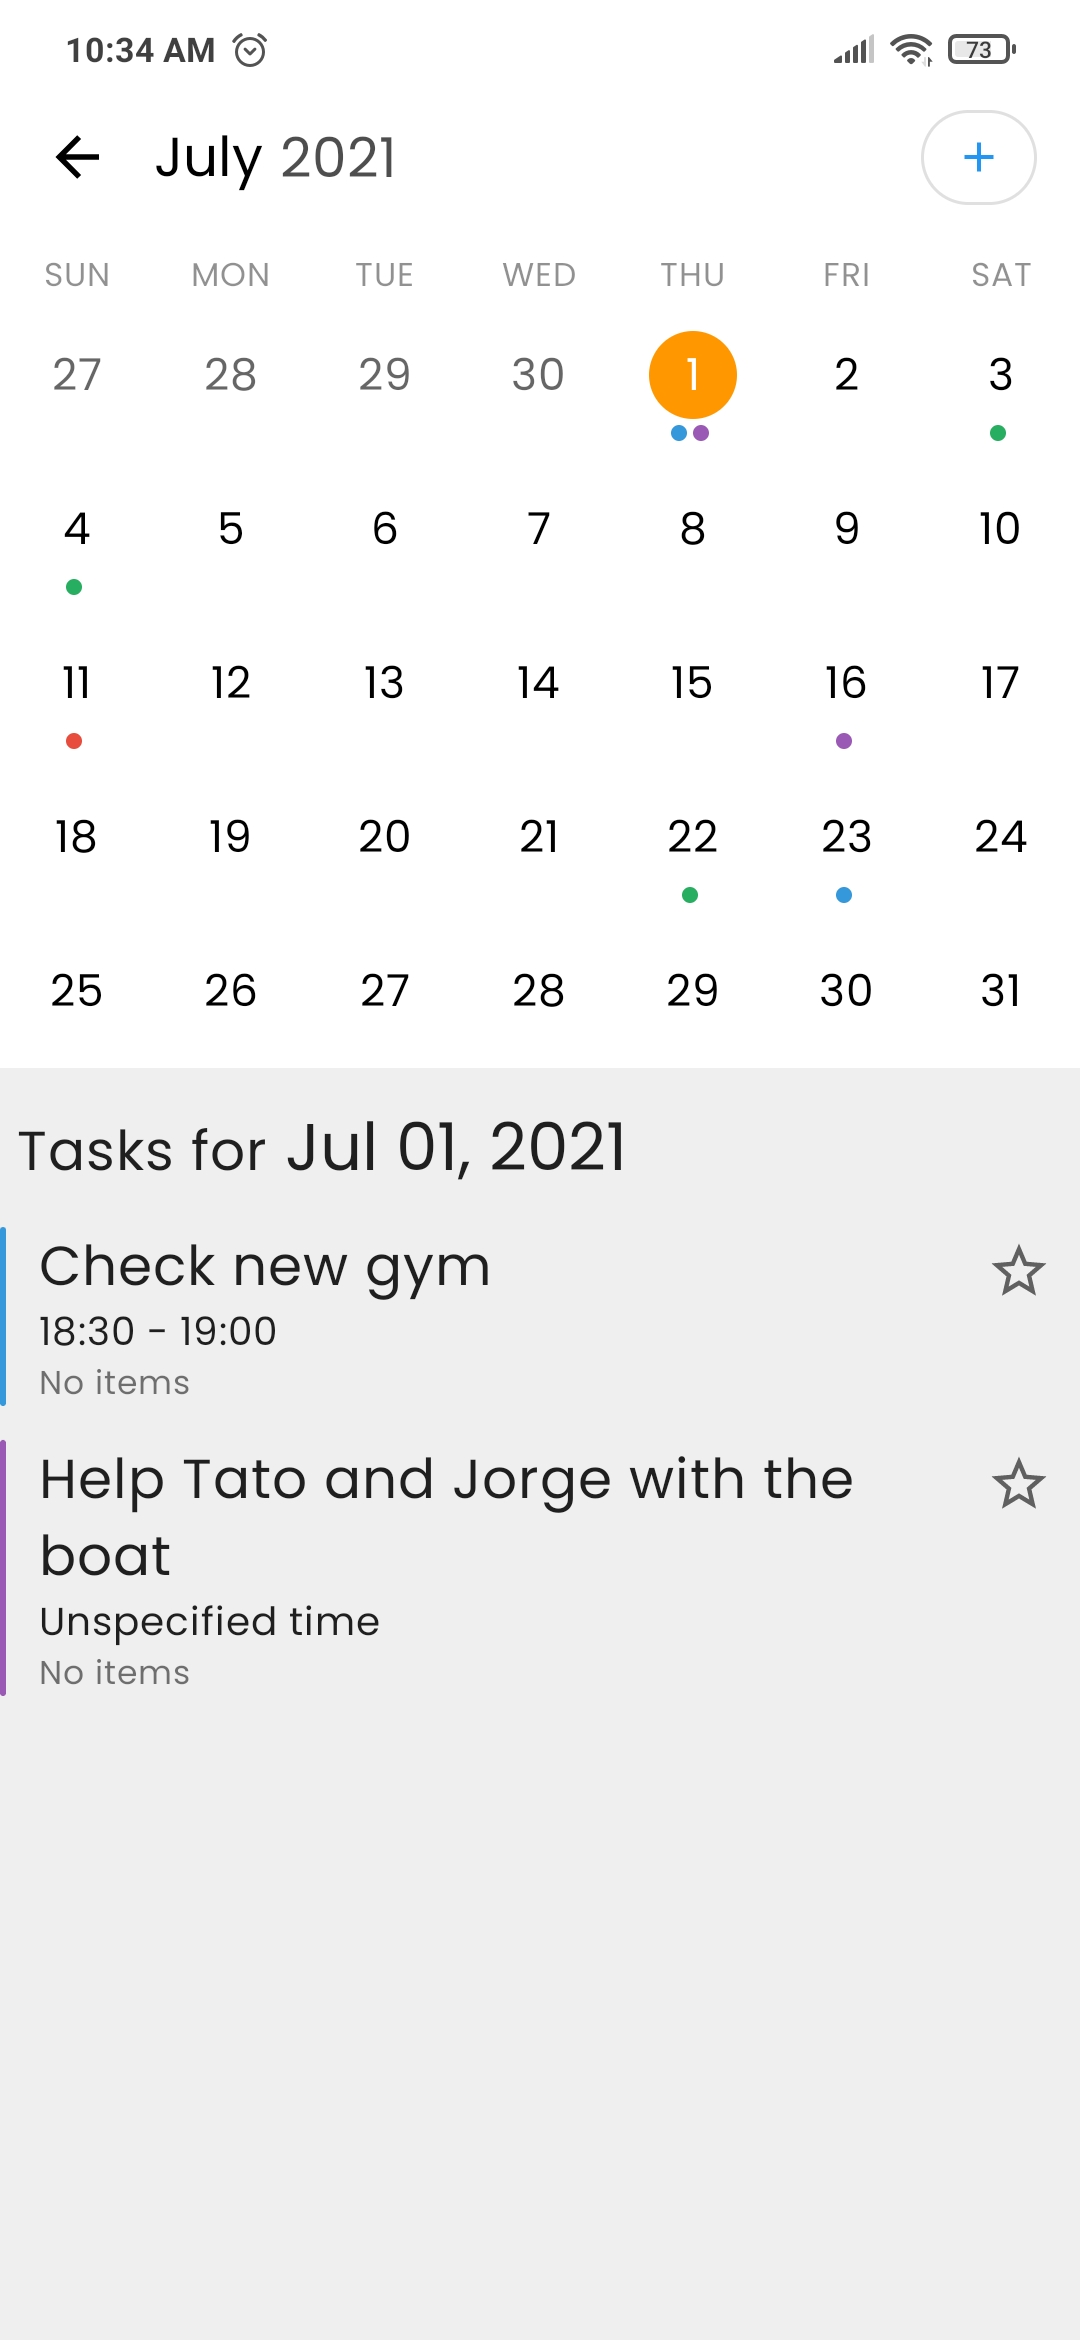 10:34 AM 73
July 2021 +
SUN MON TUE WED THU FRI SAT
27 28 29 30 1 2 3
4 5 6 7 8 9 10
11 12 13 14 15 16 17
18 19 20 21 22 23 24
25 26 27 28 29 30 31
Tasks for Jul 01, 2021
Check new gym
18:30 - 19:00
No items
Help Tato and Jorge with the
boat
Unspecified time
No items